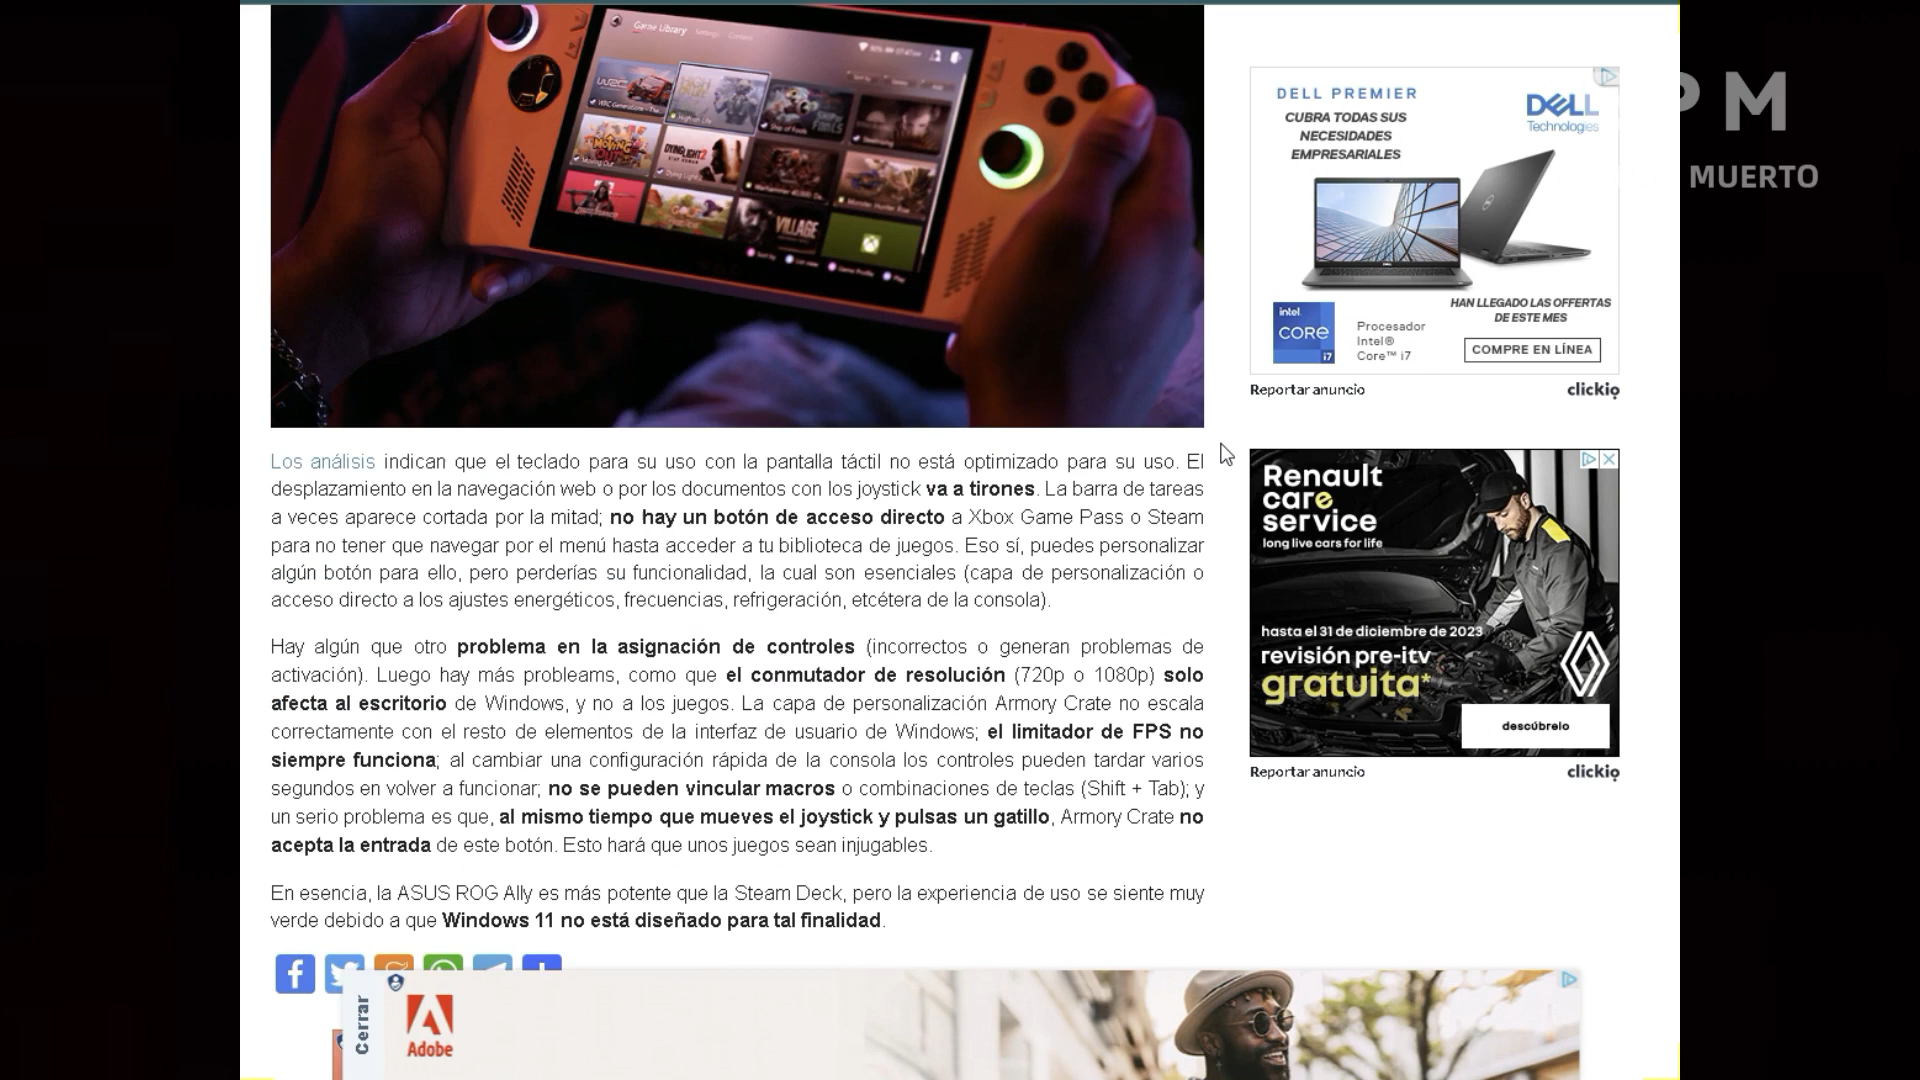 Game Library
Settings
WRC
HIGH ON LIFE
MOVING OUT
DYING LIGHT 2
VILLAGE
Los análisis indican que el teclado para su uso con la pantalla táctil no está optimizado para su uso. El
desplazamiento en la navegación web o por los documentos con los joystick va a tirones. La barra de tareas
a veces aparece cortada por la mitad; no hay un botón de acceso directo a Xbox Game Pass o Steam
para no tener que navegar por el menú hasta acceder a tu biblioteca de juegos. Eso sí, puedes personalizar
algún botón para ello, pero perderías su funcionalidad, la cual son esenciales (capa de personalización o
acceso directo a los ajustes energéticos, frecuencias, refrigeración, etcétera de la consola).
Hay algún que otro problema en la asignación de controles (incorrectos o generan problemas de
activación). Luego hay más probleams, como que el conmutador de resolución (720p o 1080p) solo
afecta al escritorio de Windows, y no a los juegos. La capa de personalización Armory Crate no escala
correctamente con el resto de elementos de la interfaz de usuario de Windows; el limitador de FPS no
siempre funciona; al cambiar una configuración rápida de la consola los controles pueden tardar varios
segundos en volver a funcionar; no se pueden vincular macros o combinaciones de teclas (Shift + Tab); y
un serio problema es que, al mismo tiempo que mueves el joystick y pulsas un gatillo, Armory Crate no
acepta la entrada de este botón. Esto hará que unos juegos sean injugables.
En esencia, la ASUS ROG Ally es más potente que la Steam Deck, pero la experiencia de uso se siente muy
verde debido a que Windows 11 no está diseñado para tal finalidad.
Cerrar
Adobe
DELL PREMIER
CUBRA TODAS SUS
NECESIDADES
EMPRESARIALES
DELL
Technologies
HAN LLEGADO LAS OFERTAS
DE ESTE MES
intel
CORE
i7
Procesador
Intel®
Core™ i7
COMPRE EN LÍNEA
Reportar anuncio
clickio
Renault
care
service
long live cars for life
hasta el 31 de diciembre de 2023
revisión pre-itv
gratuita*
descúbrelo
Reportar anuncio
clickio
PM
MUERTO